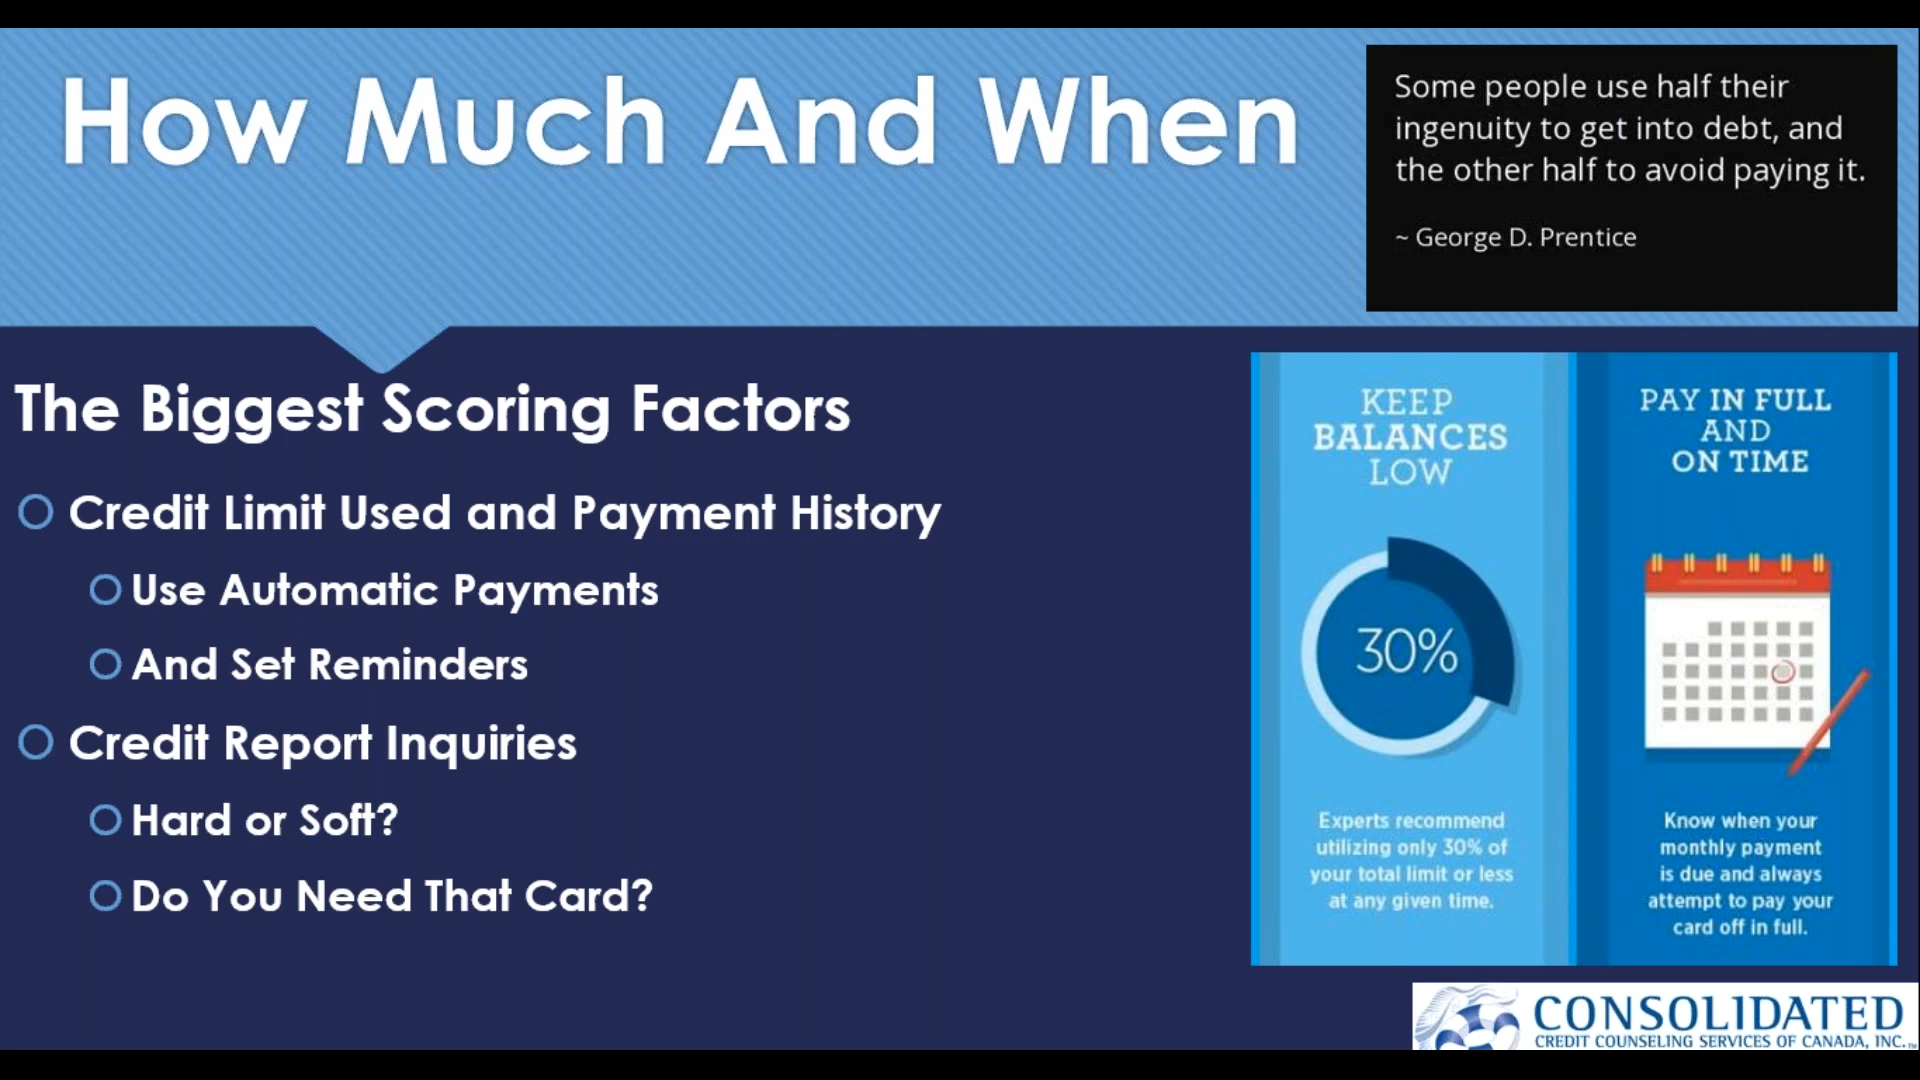 How Much And When
Some people use half their
ingenuity to get into debt, and
the other half to avoid paying it.
~ George D. Prentice
The Biggest Scoring Factors
Credit Limit Used and Payment History
Use Automatic Payments
And Set Reminders
Credit Report Inquiries
Hard or Soft?
Do You Need That Card?
KEEP
BALANCES
LOW
30%
Experts recommend
utilizing only 30% of
your total limit or less
at any given time.
PAY IN FULL
AND
ON TIME
Know when your
monthly payment
is due and always
attempt to pay your
card off in full.
CONSOLIDATED
CREDIT COUNSELING SERVICES OF CANADA, INC.™